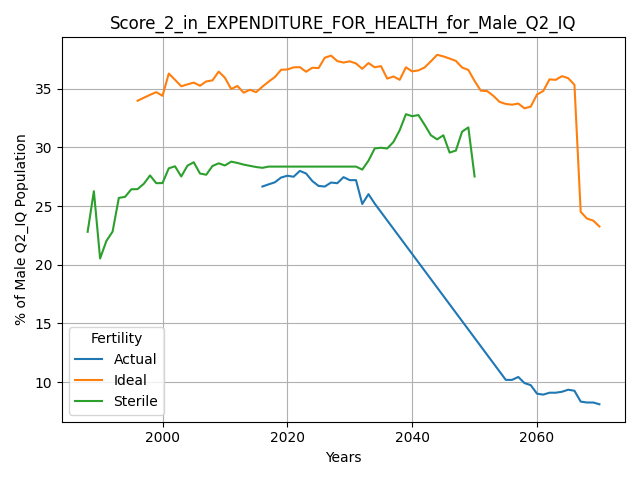 Score_2_in_EXPENDITURE_FOR_HEALTH_for_Male_Q2_IQ
% of Male Q2_IQ Population
35
30
25
20
15
10
Fertility
Actual
Ideal
Sterile
2000 2020 2040 2060
Years